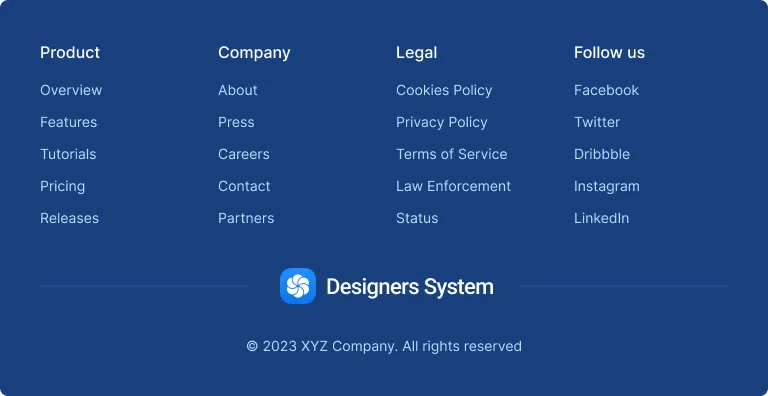 Product
Overview
Features
Tutorials
Pricing
Releases
Company
About
Press
Careers
Contact
Partners
Legal
Cookies Policy
Privacy Policy
Terms of Service
Law Enforcement
Status
Follow us
Facebook
Twitter
Dribbble
Instagram
LinkedIn
Designers System
© 2023 XYZ Company. All rights reserved